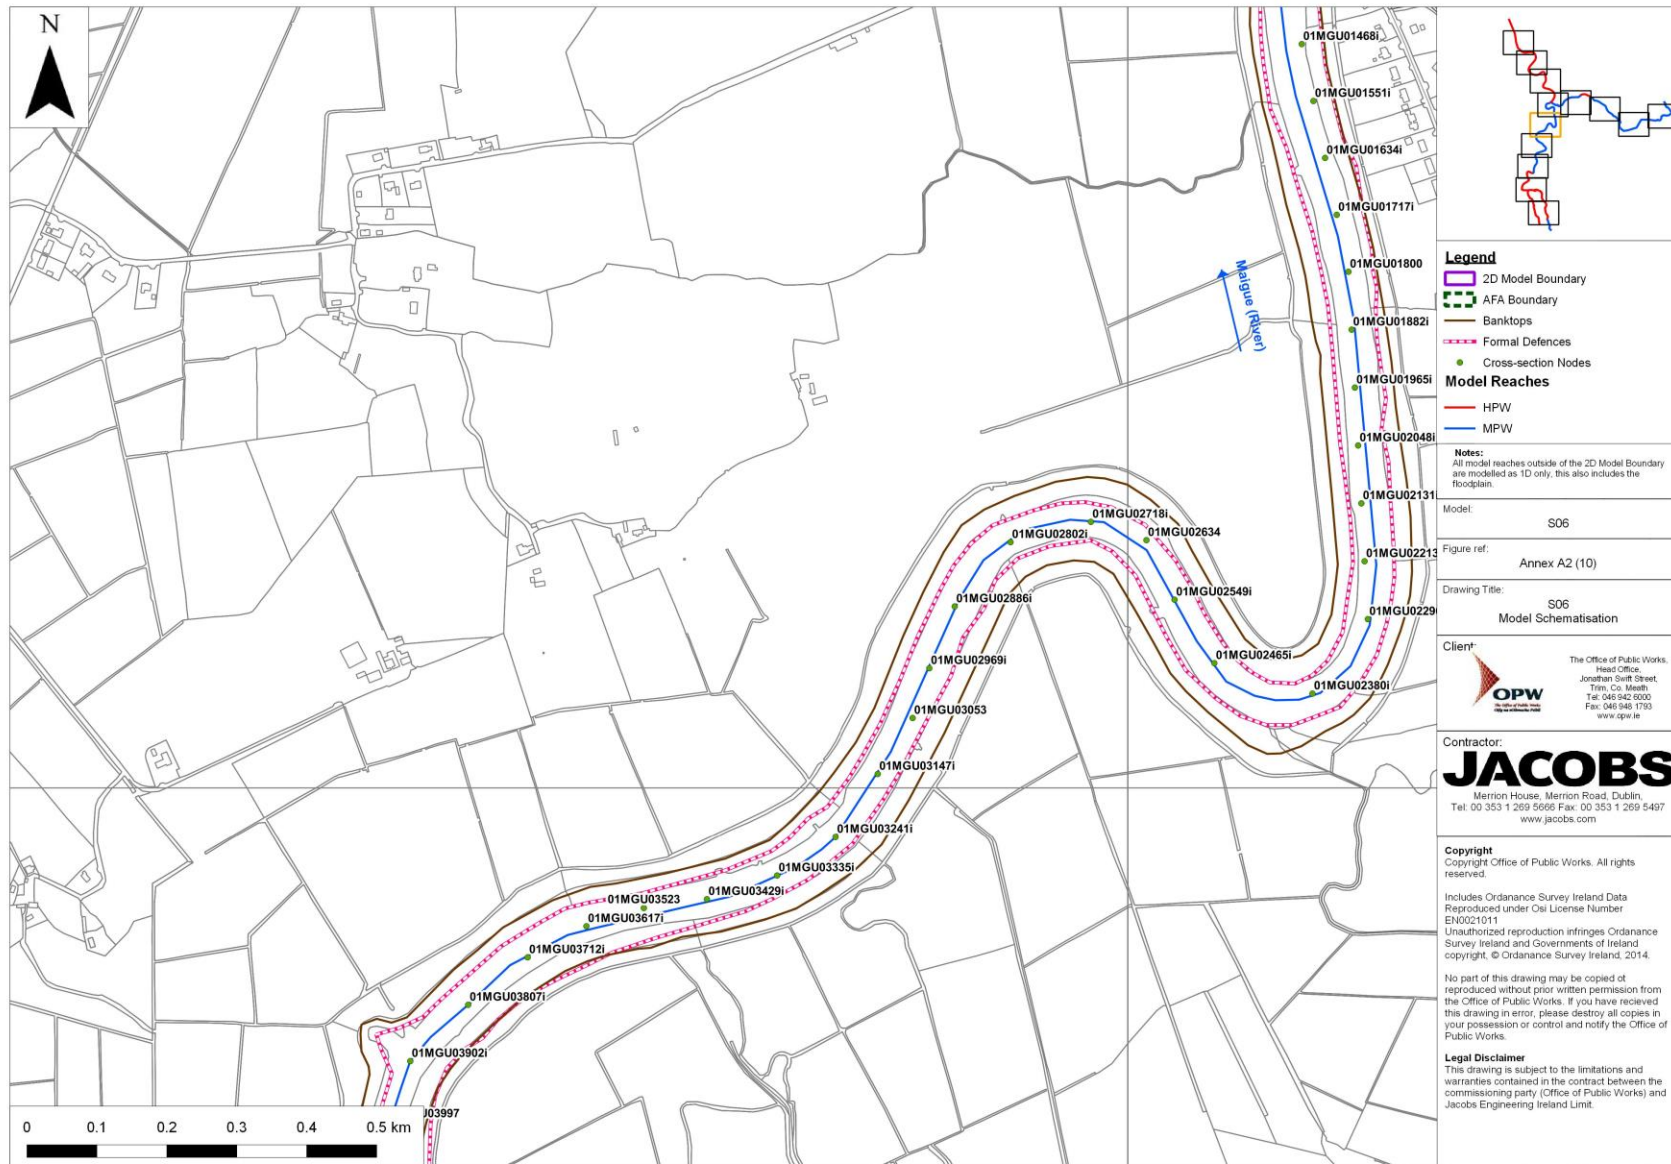 N
01MGU01468i
01MGU01551i
01MGU01634i
01MGU01717i
01MGU01800
Maigue (River)
01MGU01882i
01MGU01965i
01MGU02048i
01MGU02131
01MGU02213
01MGU0229
01MGU02718i
01MGU02634
01MGU02802i
01MGU02549i
01MGU02886i
01MGU02465i
01MGU02969i
01MGU02380i
01MGU03053
01MGU03147i
01MGU03241i
01MGU03335i
01MGU03429i
01MGU03523
01MGU03617i
01MGU03712i
01MGU03807i
01MGU03902i
U03997
0 0.1 0.2 0.3 0.4 0.5 km
Legend
2D Model Boundary
AFA Boundary
Banktops
Formal Defences
Cross-section Nodes
Model Reaches
HPW
MPW
Notes:
All model reaches outside of the 2D Model Boundary
are modelled as 1D only, this also includes the
floodplain.
Model:
S06
Figure ref:
Annex A2 (10)
Drawing Title:
S06
Model Schematisation
Client:
OPW
The Office of Public Works
The Office of Public Works,
Head Office,
Jonathan Swift Street,
Trim, Co. Meath
Tel: 046 942 6000
Fax: 046 948 1793
www.opw.ie
Contractor:
JACOBS
Merrion House, Merrion Road, Dublin,
Tel: 00 353 1 269 5666 Fax: 00 353 1 269 5497
www.jacobs.com
Copyright
Copyright Office of Public Works. All rights
reserved.
Includes Ordnance Survey Ireland Data
Reproduced under Osi License Number
EN0021011
Unauthorized reproduction infringes Ordanance
Survey Ireland and Governments of Ireland
copyright, © Ordanance Survey Ireland, 2014.
No part of this drawing may be copied of
reproduced without prior written permission from
the Office of Public Works. If you have recieved
this drawing in error, please destroy all copies in
your possession or control and notify the Office of
Public Works.
Legal Disclaimer
This drawing is subject to the limitations and
warranties contained in the contract between the
commissioning party (Office of Public Works) and
Jacobs Engineering Ireland Limit.